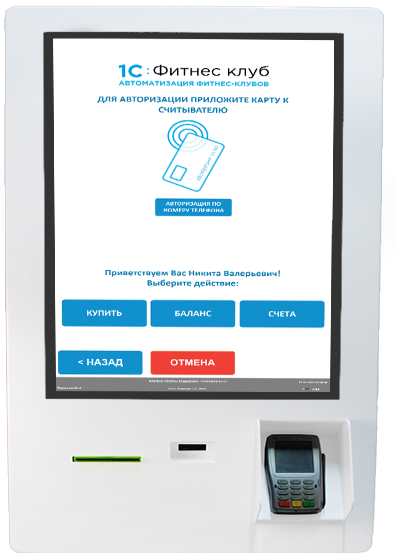 1С:Фитнес клуб
АВТОМАТИЗАЦИЯ ФИТНЕС-КЛУБОВ
ДЛЯ АВТОРИЗАЦИИ ПРИЛОЖИТЕ КАРТУ К
СЧИТЫВАТЕЛЮ
АВТОРИЗАЦИЯ ПО
НОМЕРУ ТЕЛЕФОНА
Приветствуем Вас Никита Валерьевич!
Выберите действие:
КУПИТЬ БАЛАНС СЧЕТА
< НАЗАД ОТМЕНА